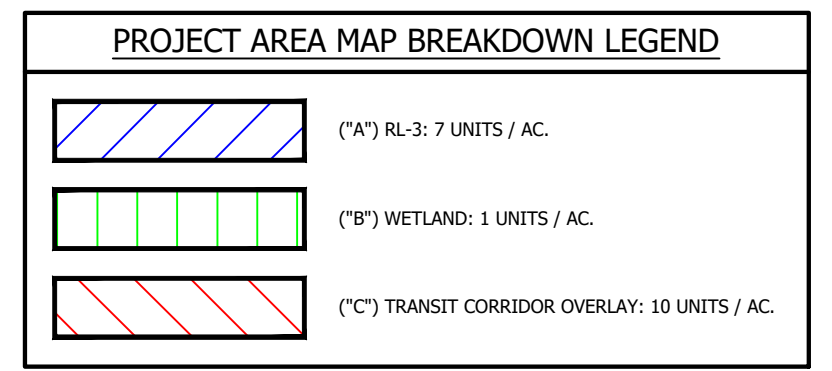 PROJECT AREA MAP BREAKDOWN LEGEND
("A") RL-3: 7 UNITS / AC.
("B") WETLAND: 1 UNITS / AC.
("C") TRANSIT CORRIDOR OVERLAY: 10 UNITS / AC.